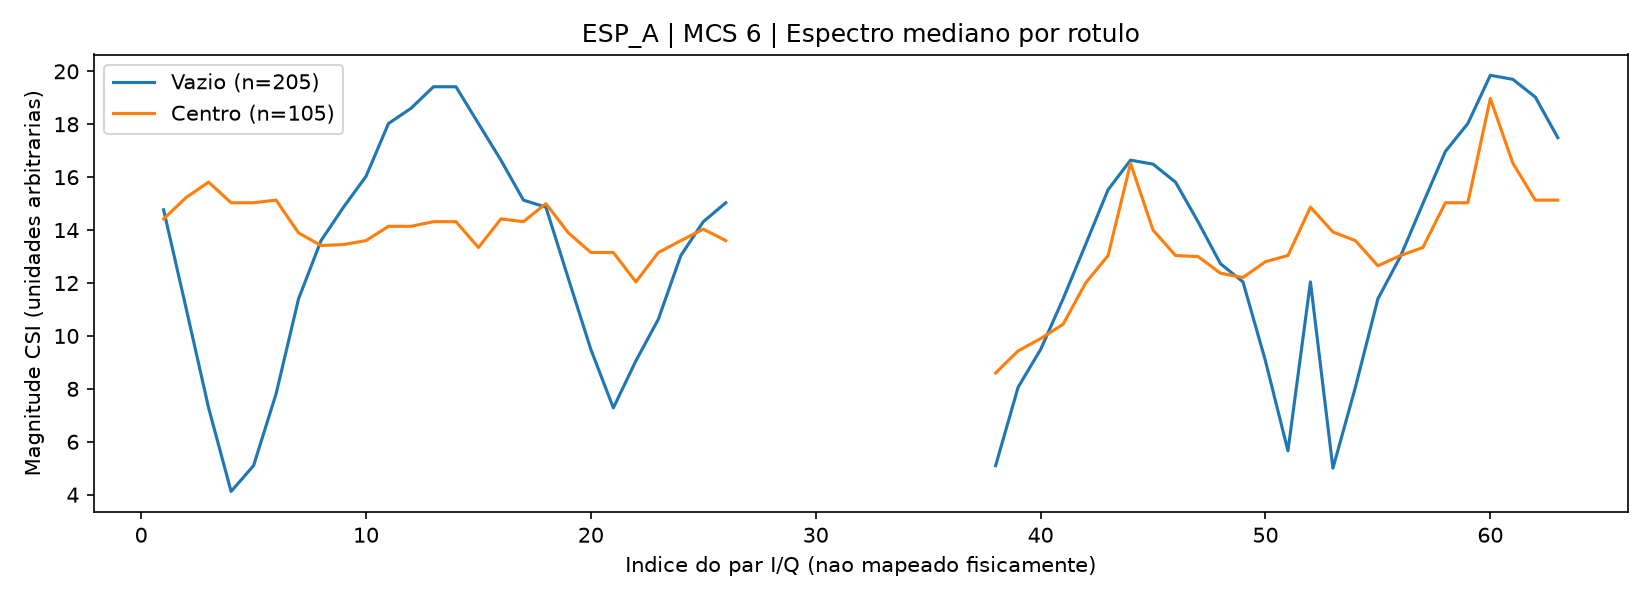 ESP_A | MCS 6 | Espectro mediano por rotulo
Vazio (n=205)
Centro (n=105)
Magnitude CSI (unidades arbitrarias)
20
18
16
14
12
10
8
6
4
0 10 20 30 40 50 60
Indice do par I/Q (nao mapeado fisicamente)